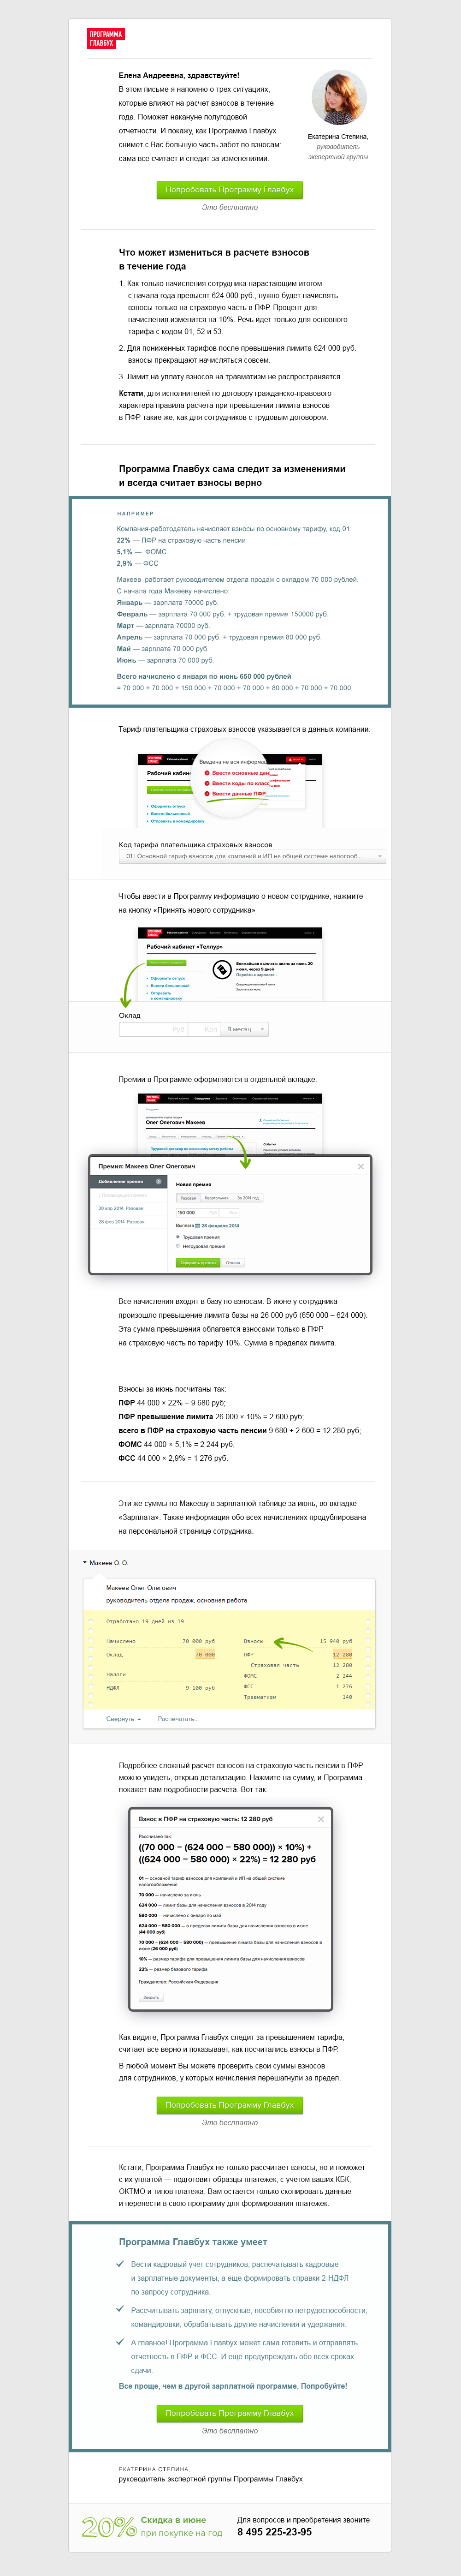 ПРОГРАММА
ГЛАВБУХ
Елена Андреевна, здравствуйте!
В этом письме я напомню о трех ситуациях,
которые влияют на расчет взносов в течение
года. Поможет накануне полугодовой
отчетности. И покажу, как Программа Главбух
снимет с Вас большую часть забот по взносам:
сама все считает и следит за изменениями.
Екатерина Степина,
руководитель
экспертной группы
Попробовать Программу Главбух
Это бесплатно
Что может измениться в расчете взносов
в течение года
1. Как только начисления сотрудника нарастающим итогом
с начала года превысят 624 000 руб., нужно будет начислять
взносы только на страховую часть в ПФР. Процент для
начисления изменится на 10%. Речь идет только для основного
тарифа с кодом 01, 52 и 53.
2. Для пониженных тарифов после превышения лимита 624 000 руб.
взносы прекращают начисляться совсем.
3. Лимит на уплату взносов на травматизм не распространяется.
Кстати, для исполнителей по договору гражданско-правового
характера правила расчета при превышении лимита взносов
в ПФР такие же, как для сотрудников с трудовым договором.
Программа Главбух сама следит за изменениями
и всегда считает взносы верно
НАПРИМЕР
Компания-работодатель начисляет взносы по основному тарифу, код 01:
22% — ПФР на страховую часть пенсии
5,1% — ФОМС
2,9% — ФСС
Макеев работает руководителем отдела продаж с окладом 70 000 рублей.
С начала года Макееву начислено:
Январь — зарплата 70000 руб.
Февраль — зарплата 70 000 руб. + трудовая премия 150000 руб.
Март — зарплата 70000 руб.
Апрель — зарплата 70 000 руб. + трудовая премия 80 000 руб.
Май — зарплата 70 000 руб.
Июнь — зарплата 70 000 руб.
Всего начислено с января по июнь 650 000 рублей
= 70 000 + 70 000 + 150 000 + 70 000 + 70 000 + 80 000 + 70 000 + 70 000
Тариф плательщика страховых взносов указывается в данных компании.
ПРОГРАММА
ГЛАВБУХ
Рабочий кабин
Введена не вся информац
Ввести основные дан
Ввести коды по класс
Ввести данные ПФР
Оформить отпуск
Ввести больничный
Отправить
в командировку
Код тарифа плательщика страховых взносов
01 | Основной тариф взносов для компаний и ИП на общей системе налогооб...
Чтобы ввести в Программу информацию о новом сотруднике, нажмите
на кнопку «Принять нового сотрудника»
ПРОГРАММА
ГЛАВБУХ
Рабочий кабинет «Теллур»
Оформить отпуск
Ввести больничный
Отправить
в командировку
Ближайшая выплата: аванс за июнь 20
июня, через 9 дней
Перейти к зарплате
Оклад
Руб
Коп
В месяц
Премии в Программе оформляются в отдельной вкладке.
ПРОГРАММА
ГЛАВБУХ
Олег Олегович Макеев
События
Премия: Макеев Олег Олегович
Добавление премии
Предыдущие премии
30 апр 2014 Разовая
28 фев 2014 Разовая
Новая премия
Разовая Квартальная За 2014 год
150 000 Руб Коп
Выплата 28 февраля 2014
Трудовая премия
Нетрудовая премия
Оформить премию Отмена
Все начисления входят в базу по взносам. В июне у сотрудника
произошло превышение лимита базы на 26 000 руб (650 000 – 624 000).
Эта сумма превышения облагается взносами только в ПФР
на страховую часть по тарифу 10%. Сумма в пределах лимита.
Взносы за июнь посчитаны так:
ПФР 44 000 × 22% = 9 680 руб;
ПФР превышение лимита 26 000 × 10% = 2 600 руб;
всего в ПФР на страховую часть пенсии 9 680 + 2 600 = 12 280 руб;
ФОМС 44 000 × 5,1% = 2 244 руб;
ФСС 44 000 × 2,9% = 1 276 руб.
Эти же суммы по Макееву в зарплатной таблице за июнь, во вкладке
«Зарплата». Также информация обо всех начислениях продублирована
на персональной странице сотрудника.
Макеев О. О.
Макеев Олег Олегович
руководитель отдела продаж, основная работа
Отработано 19 дней из 19
Начислено 70 000 руб
Оклад 70 000
Налоги
НДФЛ 9 100 руб
Взносы 15 940 руб
ПФР 12 280
Страховая часть 12 280
ФОМС 2 244
ФСС 1 276
Травматизм 140
Свернуть Распечатать...
Подробнее сложный расчет взносов на страховую часть пенсии в ПФР
можно увидеть, открыв детализацию. Нажмите на сумму, и Программа
покажет вам подробности расчета. Вот так:
Взнос в ПФР на страховую часть: 12 280 руб
Рассчитано так:
((70 000 − (624 000 − 580 000)) × 10%) +
((624 000 − 580 000) × 22%) = 12 280 руб
01 — основной тариф взносов для компаний и ИП на общей системе
налогообложения
70 000 — начислено за июнь
624 000 — лимит базы для начисления взносов в 2014 году
580 000 — начислено с января по май
624 000 − 580 000 — в пределах лимита базы для начисления взносов в июне
(44 000 руб)
70 000 − (624 000 − 580 000) — превышение лимита базы для начисления взносов в
июне (26 000 руб)
10% — размер тарифа для превышения лимита базы для начисления взносов
22% — размер базового тарифа
Гражданство: Российская Федерация
Закрыть
Как видите, Программа Главбух следит за превышением тарифа,
считает все верно и показывает, как посчитались взносы в ПФР.
В любой момент Вы можете проверить свои суммы взносов
для сотрудников, у которых начисления перешагнули за предел.
Попробовать Программу Главбух
Это бесплатно
Кстати, Программа Главбух не только рассчитает взносы, но и поможет
с их уплатой — подготовит образцы платежек, с учетом ваших КБК,
ОКТМО и типов платежа. Вам остается только скопировать данные
и перенести в свою программу для формирования платежек.
Программа Главбух также умеет
Вести кадровый учет сотрудников, распечатывать кадровые
и зарплатные документы, а еще формировать справки 2-НДФЛ
по запросу сотрудника.
Рассчитывать зарплату, отпускные, пособия по нетрудоспособности,
командировки, обрабатывать другие начисления и удержания.
А главное! Программа Главбух может сама готовить и отправлять
отчетность в ПФР и ФСС. И еще предупреждать обо всех сроках
сдачи.
Все проще, чем в другой зарплатной программе. Попробуйте!
Попробовать Программу Главбух
Это бесплатно
ЕКАТЕРИНА СТЕПИНА,
руководитель экспертной группы Программы Главбух
20%
Скидка в июне
при покупке на год
Для вопросов и преобретения звоните
8 495 225-23-95